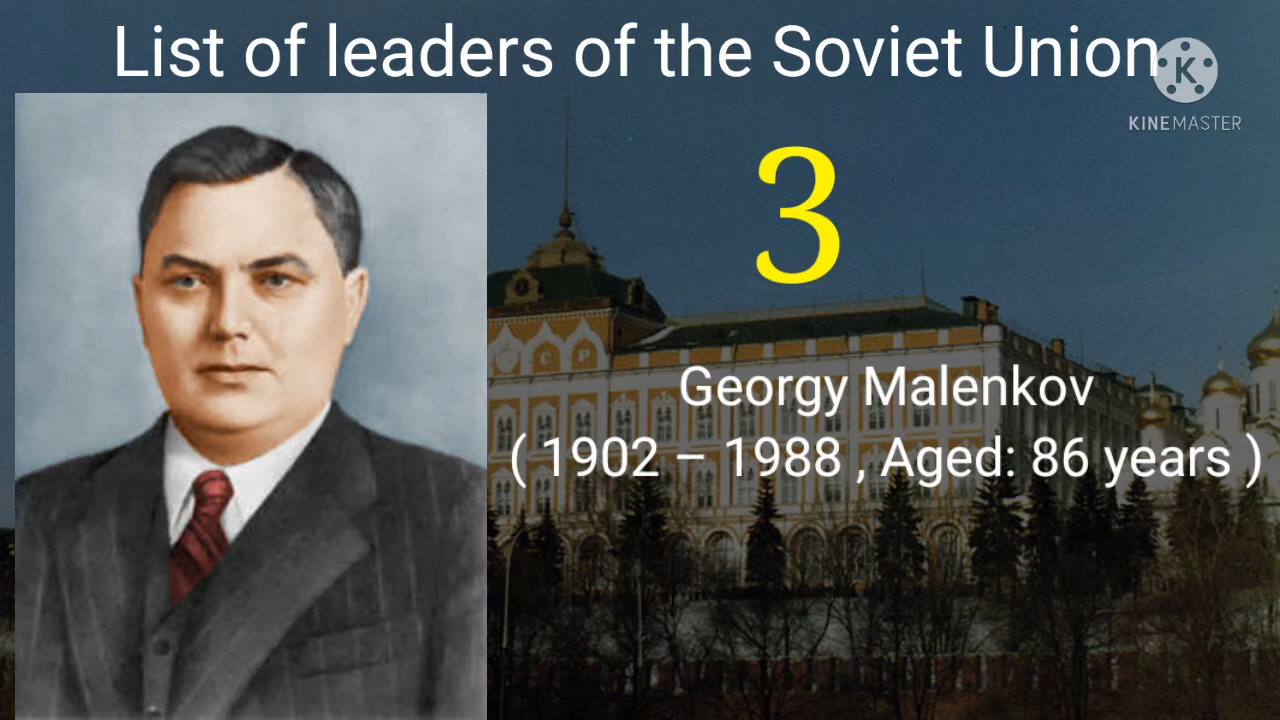 List of leaders of the Soviet Union
K
KINEMASTER
3
Georgy Malenkov
( 1902 – 1988 , Aged: 86 years )
С С Р